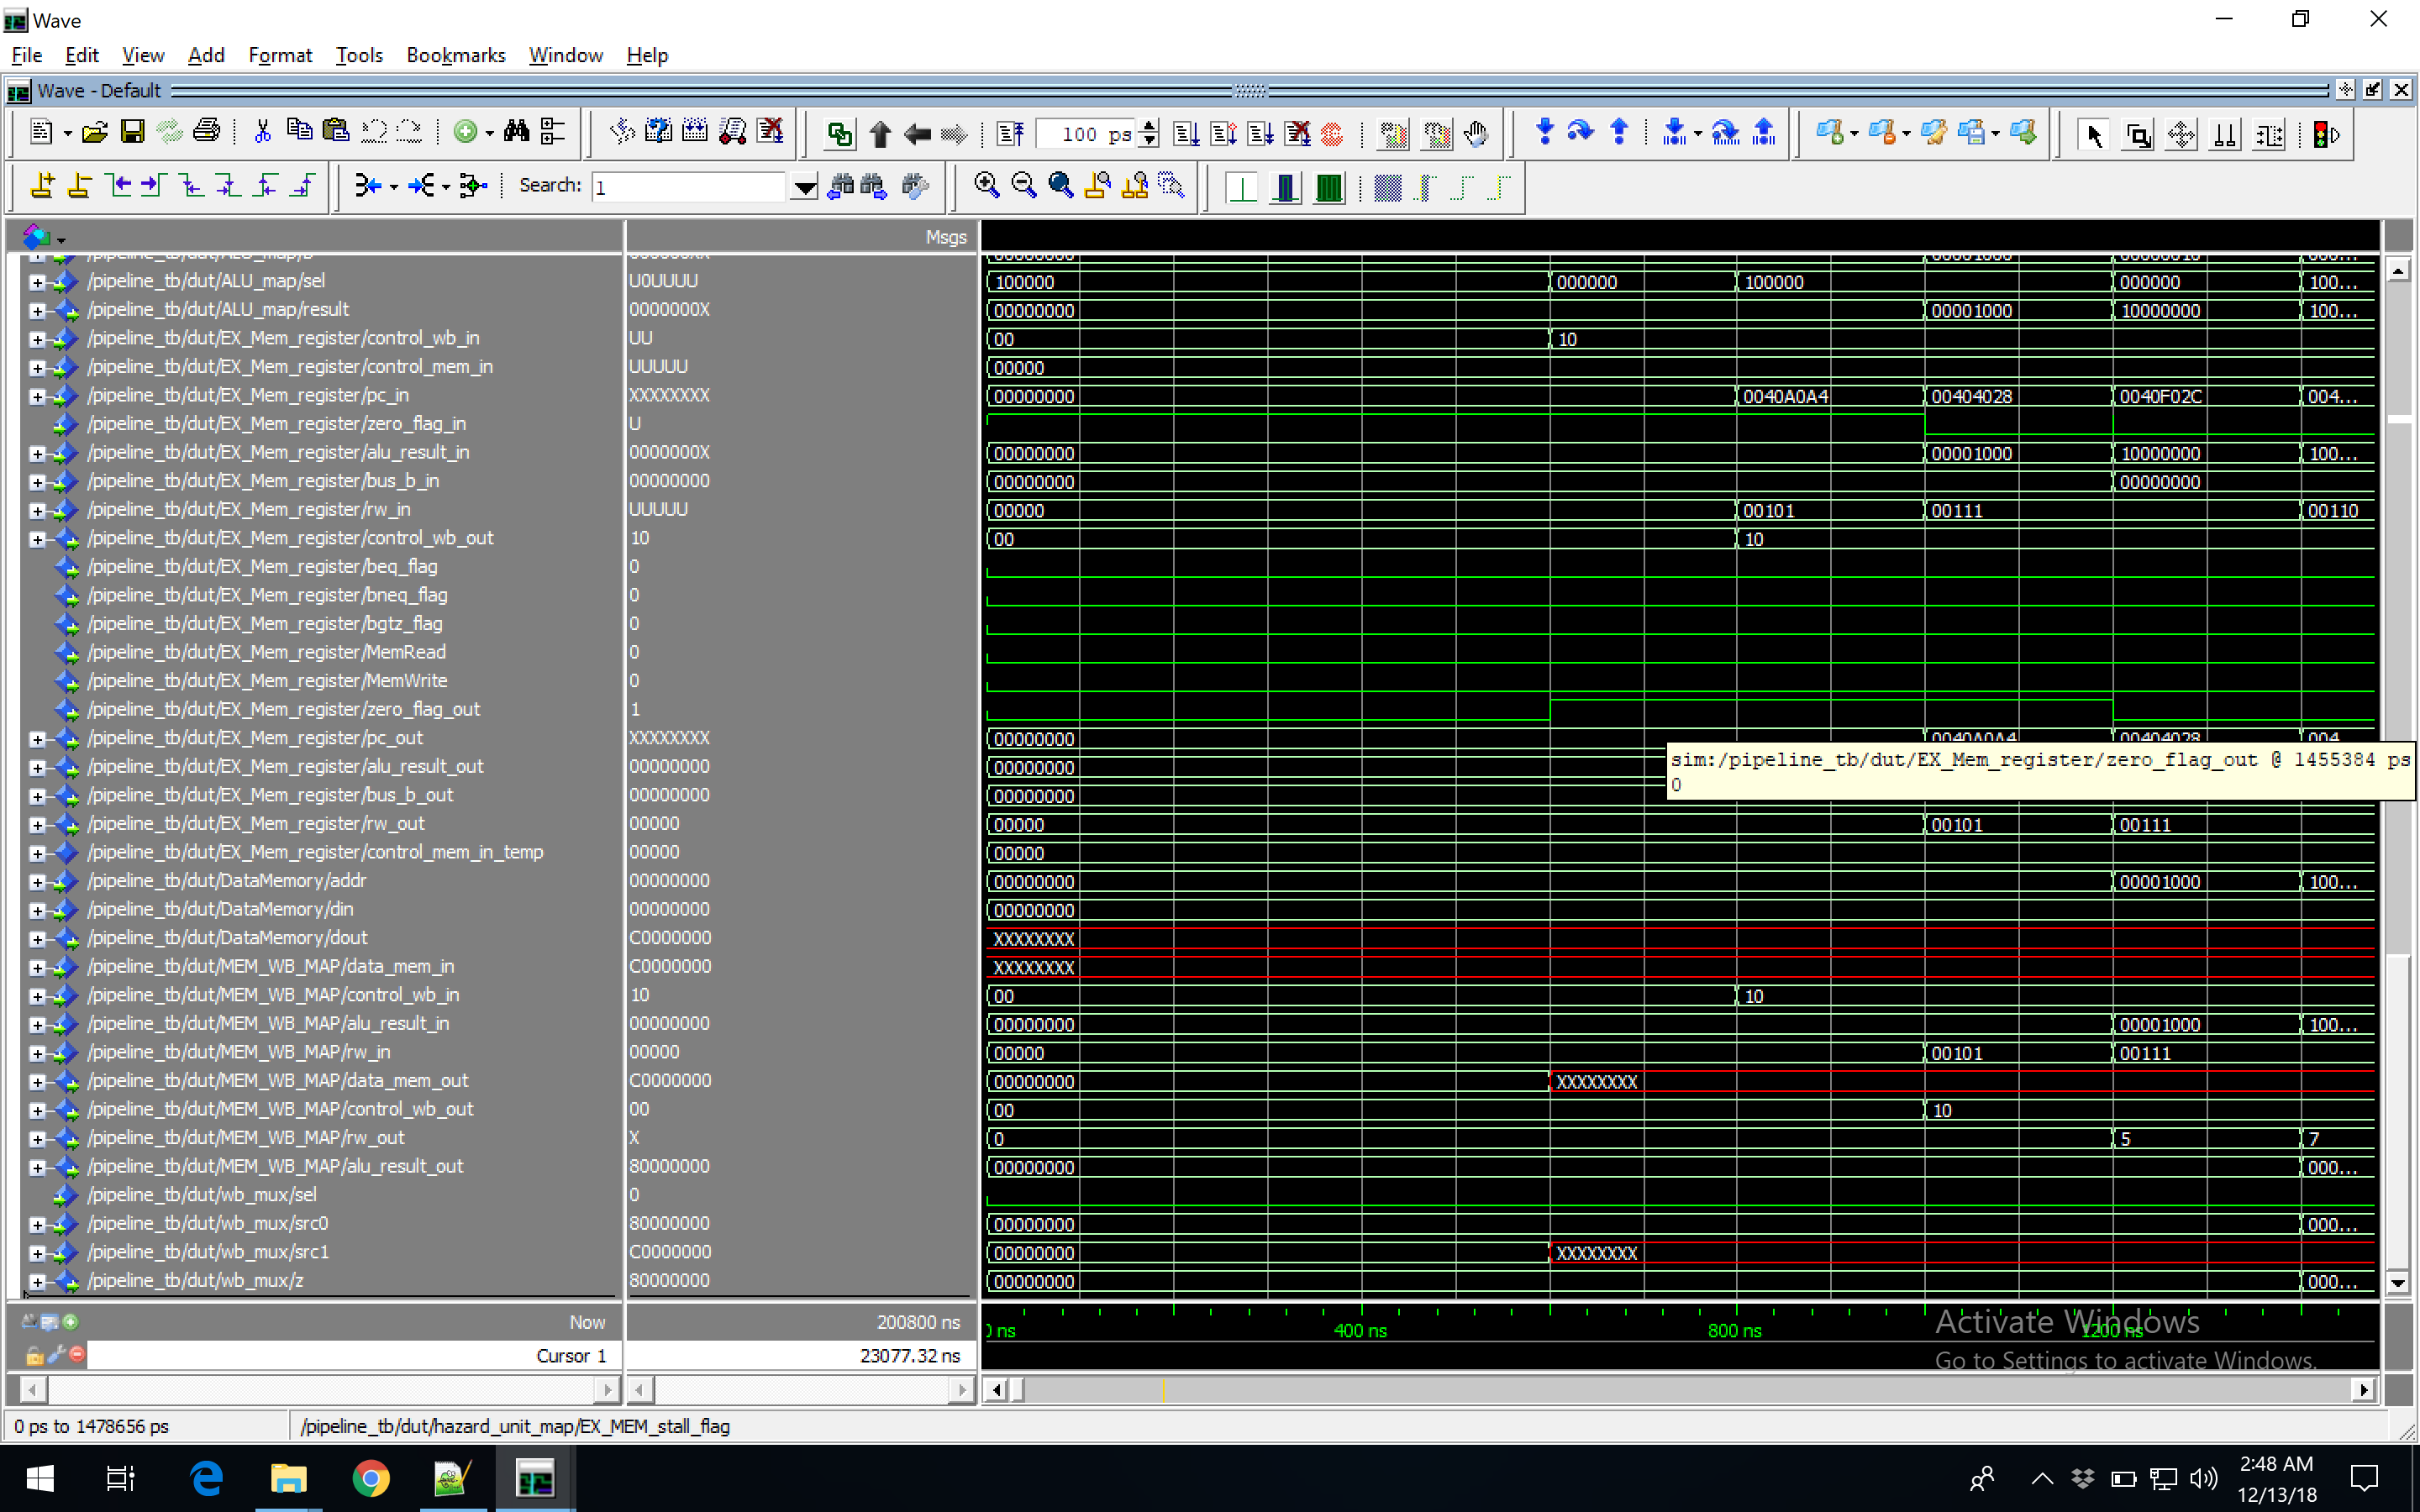 Wave
File Edit View Add Format Tools Bookmarks Window Help
Wave - Default
100 ps
Search: 1
Msgs
/pipeline_tb/dut/ALU_map/sel U0UUUU 100000 000000 100000 000000 100...
/pipeline_tb/dut/ALU_map/result 0000000X 00000000 00001000 10000000 100...
/pipeline_tb/dut/EX_Mem_register/control_wb_in UU 00 10
/pipeline_tb/dut/EX_Mem_register/control_mem_in UUUUU 00000
/pipeline_tb/dut/EX_Mem_register/pc_in XXXXXXXX 00000000 0040A0A4 00404028 0040F02C 004...
/pipeline_tb/dut/EX_Mem_register/zero_flag_in U
/pipeline_tb/dut/EX_Mem_register/alu_result_in 0000000X 00000000 00001000 10000000 100...
/pipeline_tb/dut/EX_Mem_register/bus_b_in 00000000 00000000 00000000
/pipeline_tb/dut/EX_Mem_register/rw_in UUUUU 00000 00101 00111 00110
/pipeline_tb/dut/EX_Mem_register/control_wb_out 10 00 10
/pipeline_tb/dut/EX_Mem_register/beq_flag 0
/pipeline_tb/dut/EX_Mem_register/bneq_flag 0
/pipeline_tb/dut/EX_Mem_register/bgtz_flag 0
/pipeline_tb/dut/EX_Mem_register/MemRead 0
/pipeline_tb/dut/EX_Mem_register/MemWrite 0
/pipeline_tb/dut/EX_Mem_register/zero_flag_out 1
/pipeline_tb/dut/EX_Mem_register/pc_out XXXXXXXX 00000000 0040A0A4 00404028 004
sim:/pipeline_tb/dut/EX_Mem_register/zero_flag_out @ 1455384 ps
0
/pipeline_tb/dut/EX_Mem_register/alu_result_out 00000000 00000000
/pipeline_tb/dut/EX_Mem_register/bus_b_out 00000000 00000000
/pipeline_tb/dut/EX_Mem_register/rw_out 00000 00000 00101 00111
/pipeline_tb/dut/EX_Mem_register/control_mem_in_temp 00000 00000
/pipeline_tb/dut/DataMemory/addr 00000000 00000000 00001000 100...
/pipeline_tb/dut/DataMemory/din 00000000 00000000
/pipeline_tb/dut/DataMemory/dout C0000000 XXXXXXXX
/pipeline_tb/dut/MEM_WB_MAP/data_mem_in C0000000 XXXXXXXX
/pipeline_tb/dut/MEM_WB_MAP/control_wb_in 10 00 10
/pipeline_tb/dut/MEM_WB_MAP/alu_result_in 00000000 00000000 00001000 100...
/pipeline_tb/dut/MEM_WB_MAP/rw_in 00000 00000 00101 00111
/pipeline_tb/dut/MEM_WB_MAP/data_mem_out C0000000 00000000 XXXXXXXX
/pipeline_tb/dut/MEM_WB_MAP/control_wb_out 00 00 10
/pipeline_tb/dut/MEM_WB_MAP/rw_out X 0 5 7
/pipeline_tb/dut/MEM_WB_MAP/alu_result_out 80000000 00000000 000...
/pipeline_tb/dut/wb_mux/sel 0
/pipeline_tb/dut/wb_mux/src0 80000000 00000000 000...
/pipeline_tb/dut/wb_mux/src1 C0000000 00000000 XXXXXXXX
/pipeline_tb/dut/wb_mux/z 80000000 00000000 000...
Now 200800 ns
ns 400 ns 800 ns 1200 ns
Activate Windows
Cursor 1 23077.32 ns
Go to Settings to activate Windows.
0 ps to 1478656 ps /pipeline_tb/dut/hazard_unit_map/EX_MEM_stall_flag
2:48 AM
12/13/18